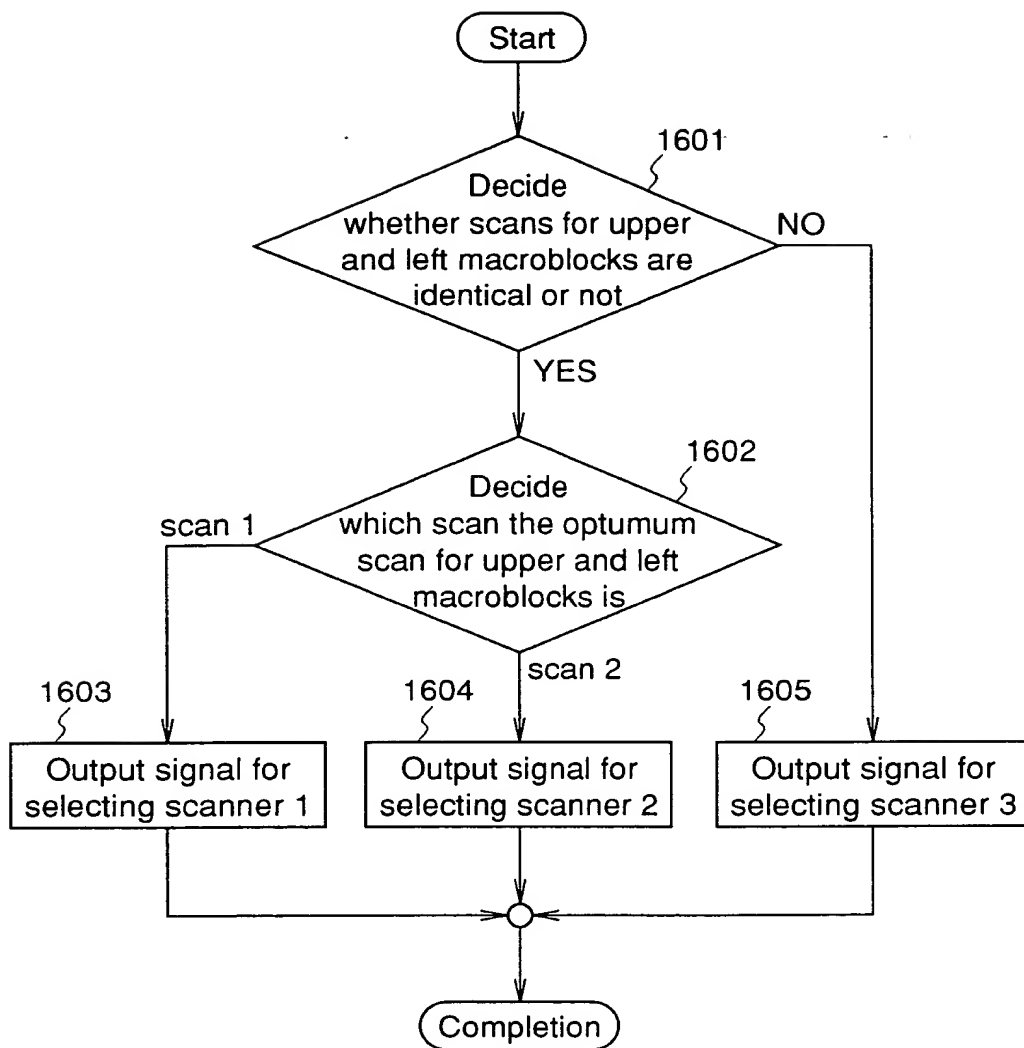 Start
1601
Decide
whether scans for upper
and left macroblocks are
identical or not
NO
YES
1602
Decide
which scan the optumum
scan for upper and left
macroblocks is
scan 1
scan 2
1603
Output signal for
selecting scanner 1
1604
Output signal for
selecting scanner 2
1605
Output signal for
selecting scanner 3
Completion